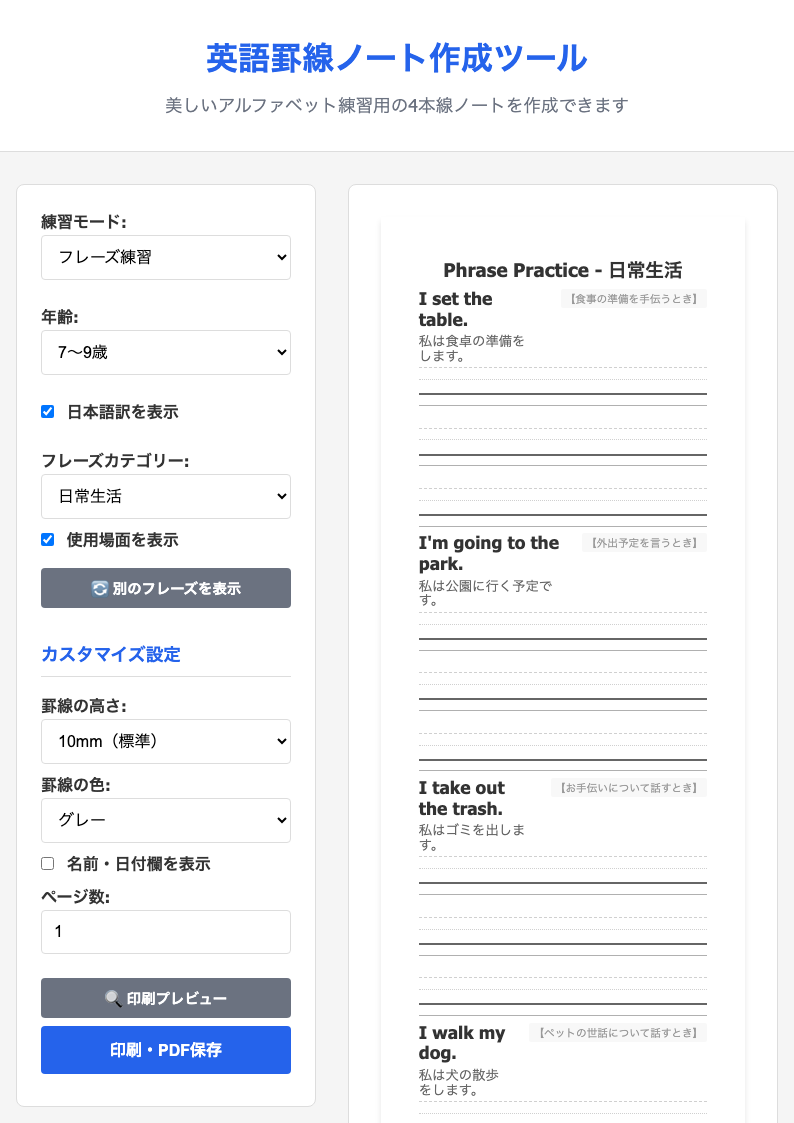 英語罫線ノート作成ツール
美しいアルファベット練習用の4本線ノートを作成できます
練習モード:
フレーズ練習
年齢:
7〜9歳
日本語訳を表示
フレーズカテゴリー:
日常生活
使用場面を表示
🔄 別のフレーズを表示
カスタマイズ設定
罫線の高さ:
10mm（標準）
罫線の色:
グレー
名前・日付欄を表示
ページ数:
1
🔍 印刷プレビュー
印刷・PDF保存
Phrase Practice - 日常生活
I set the
table.
【食事の準備を手伝うとき】
私は食卓の準備を
します。
I'm going to the
park.
【外出予定を言うとき】
私は公園に行く予定で
す。
I take out
the trash.
【お手伝いについて話すとき】
私はゴミを出しま
す。
I walk my
dog.
【ペットの世話について話すとき】
私は犬の散歩
をします。